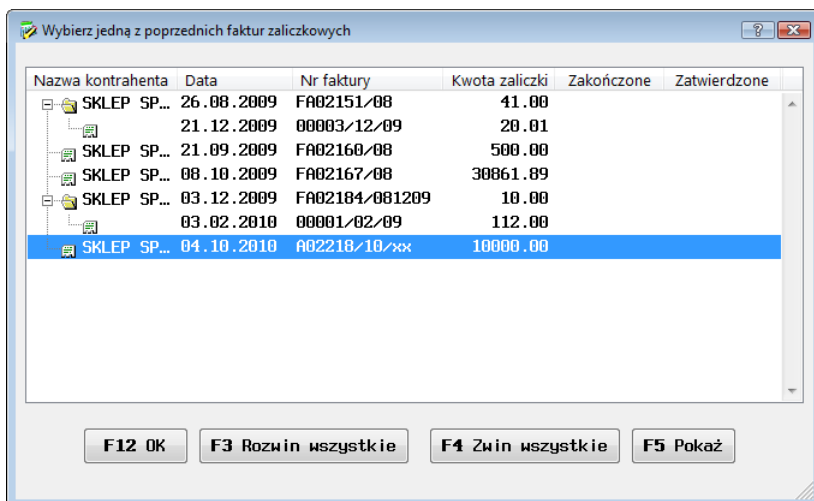 Wybierz jedną z poprzednich faktur zaliczkowych
Nazwa kontrahenta Data Nr faktury Kwota zaliczki Zakończone Zatwierdzone
SKLEP SP... 26.08.2009 FA02151/08 41.00
21.12.2009 00003/12/09 20.01
SKLEP SP... 21.09.2009 FA02160/08 500.00
SKLEP SP... 08.10.2009 FA02167/08 30861.89
SKLEP SP... 03.12.2009 FA02184/081209 10.00
03.02.2010 00001/02/09 112.00
SKLEP SP... 04.10.2010 A02218/10/xx 10000.00
F12 OK F3 Rozwin wszystkie F4 Zwin wszystkie F5 Pokaż